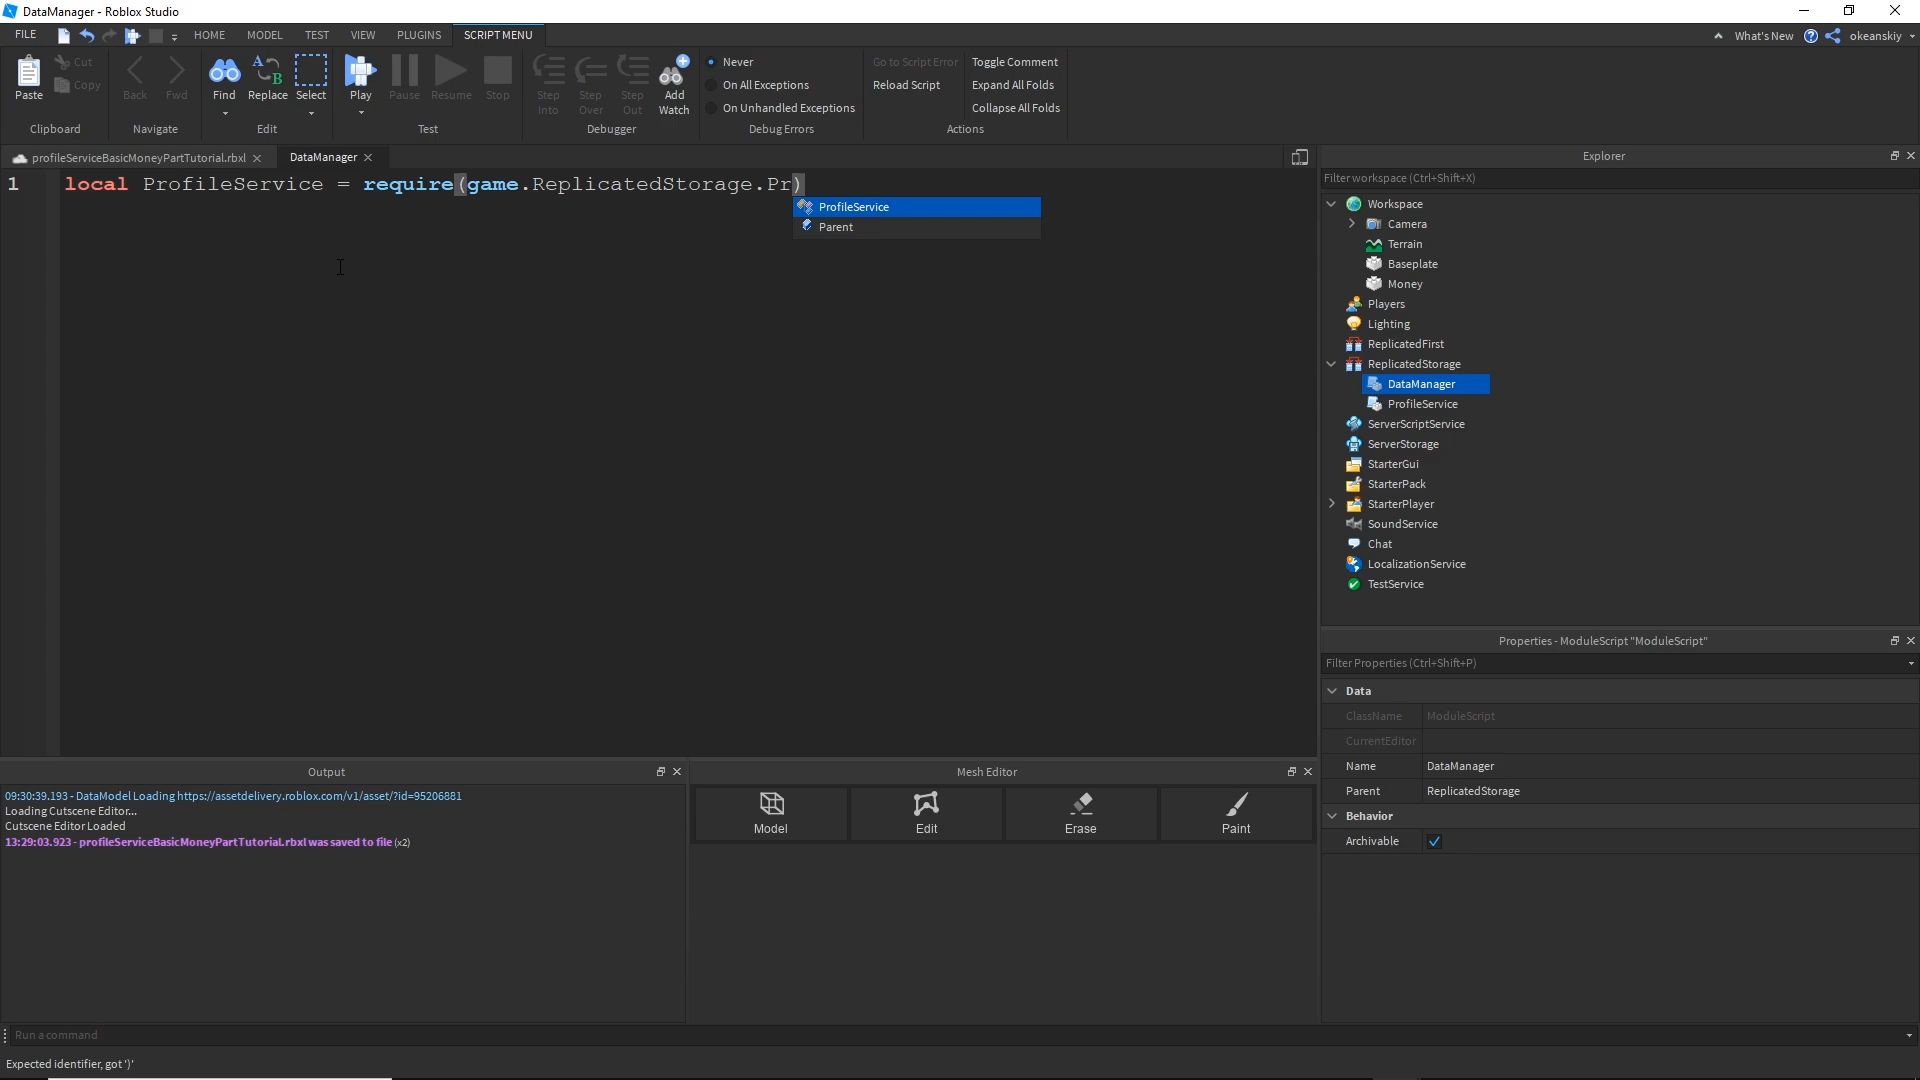 DataManager - Roblox Studio
FILE HOME MODEL TEST VIEW PLUGINS SCRIPT MENU What's New okeanskiy
Paste Cut Copy Back Fwd Find Replace Select Play Pause Resume Stop Step Into Step Over Step Out Add Watch
Never Go to Script Error Toggle Comment
On All Exceptions Reload Script Expand All Folds
On Unhandled Exceptions Collapse All Folds
Clipboard Navigate Edit Test Debugger Debug Errors Actions
profileServiceBasicMoneyPartTutorial.rbxl DataManager
1 local ProfileService = require(game.ReplicatedStorage.Pr)
ProfileService
Parent
Explorer
Filter workspace (Ctrl+Shift+X)
Workspace
Camera
Terrain
Baseplate
Money
Players
Lighting
ReplicatedFirst
ReplicatedStorage
DataManager
ProfileService
ServerScriptService
ServerStorage
StarterGui
StarterPack
StarterPlayer
SoundService
Chat
LocalizationService
TestService
Properties - ModuleScript "ModuleScript"
Filter Properties (Ctrl+Shift+P)
Data
ClassName ModuleScript
CurrentEditor
Name DataManager
Parent ReplicatedStorage
Behavior
Archivable
Output
09:30:39.193 - DataModel Loading https://assetdelivery.roblox.com/v1/asset/?id=95206881
Loading Cutscene Editor...
Cutscene Editor Loaded
13:29:03.923 - profileServiceBasicMoneyPartTutorial.rbxl was saved to file (x2)
Mesh Editor
Model Edit Erase Paint
Run a command
Expected identifier, got ')'